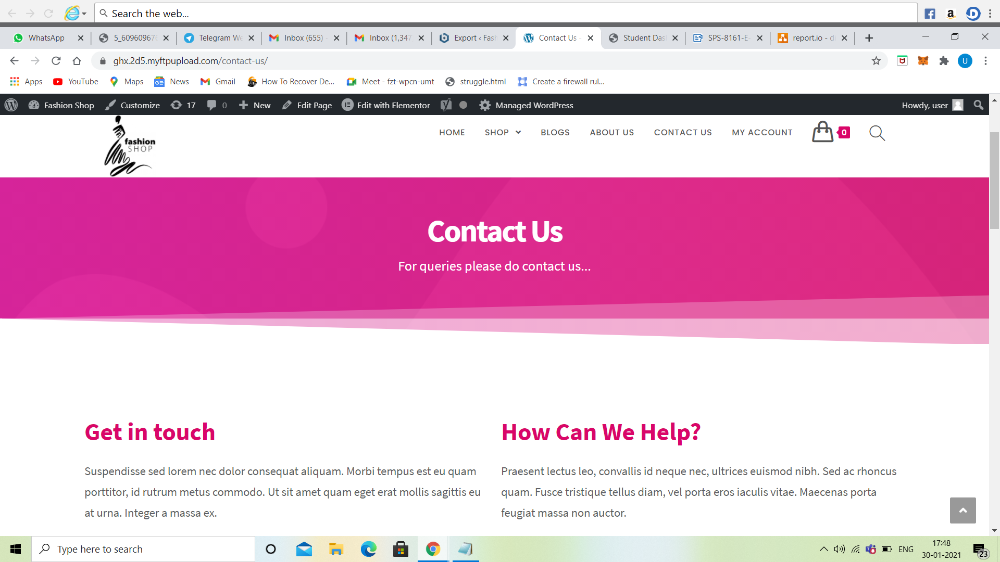 Search the web...
WhatsApp
5_609609676
Telegram We
Inbox (655) -
Inbox (1,347
Export ‹ Fash
Contact Us -
Student Das
SPS-8161-E-
report.io - d
ghx.2d5.myftpupload.com/contact-us/
U
Apps
YouTube
Maps
News
Gmail
How To Recover De...
Meet - fzt-wpcn-umt
struggle.html
Create a firewall rul...
Fashion Shop
Customize
17
0
New
Edit Page
Edit with Elementor
Managed WordPress
Howdy, user
fashion
SHOP
HOME
SHOP
BLOGS
ABOUT US
CONTACT US
MY ACCOUNT
0
Contact Us
For queries please do contact us...
Get in touch
Suspendisse sed lorem nec dolor consequat aliquam. Morbi tempus est eu quam
porttitor, id rutrum metus commodo. Ut sit amet quam eget erat mollis sagittis eu
at urna. Integer a massa ex.
How Can We Help?
Praesent lectus leo, convallis id neque nec, ultrices euismod nibh. Sed ac rhoncus
quam. Fusce tristique tellus diam, vel porta eros iaculis vitae. Maecenas porta
feugiat massa non auctor.
Type here to search
ENG
17:48
30-01-2021
23